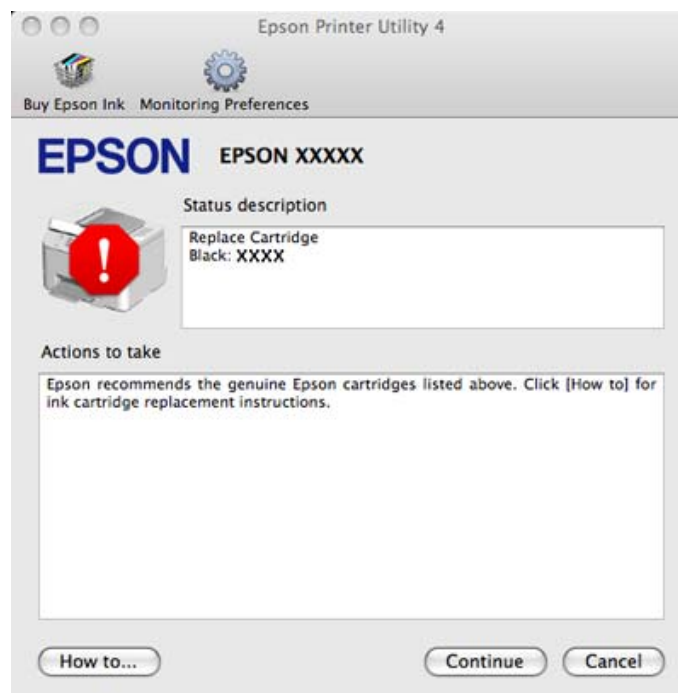 Epson Printer Utility 4
Buy Epson Ink Monitoring Preferences
EPSON EPSON XXXXX
Status description
Replace Cartridge
Black: XXXX
!
Actions to take
Epson recommends the genuine Epson cartridges listed above. Click [How to] for
ink cartridge replacement instructions.
How to... Continue Cancel